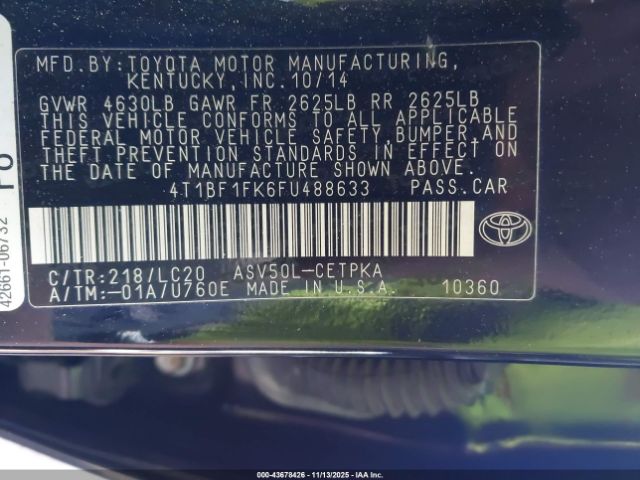 MFD.BY:TOYOTA MOTOR MANUFACTURING,
KENTUCKY,INC.10/14
GVWR 4630LB GAWR FR 2625LB RR 2625LB
THIS VEHICLE CONFORMS TO ALL APPLICABLE
FEDERAL MOTOR VEHICLE SAFETY, BUMPER, AND
THEFT PREVENTION STANDARDS IN EFFECT ON
THE DATE OF MANUFACTURE SHOWN ABOVE.
4T1BF1FK6FU488633 PASS.CAR
C/TR:218/LC20 ASV50L-CETPKA
A/TM:-01A/U760E MADE IN U.S.A. 10360
42661-06732
000-43678426 - 11/13/2025 - IAAI